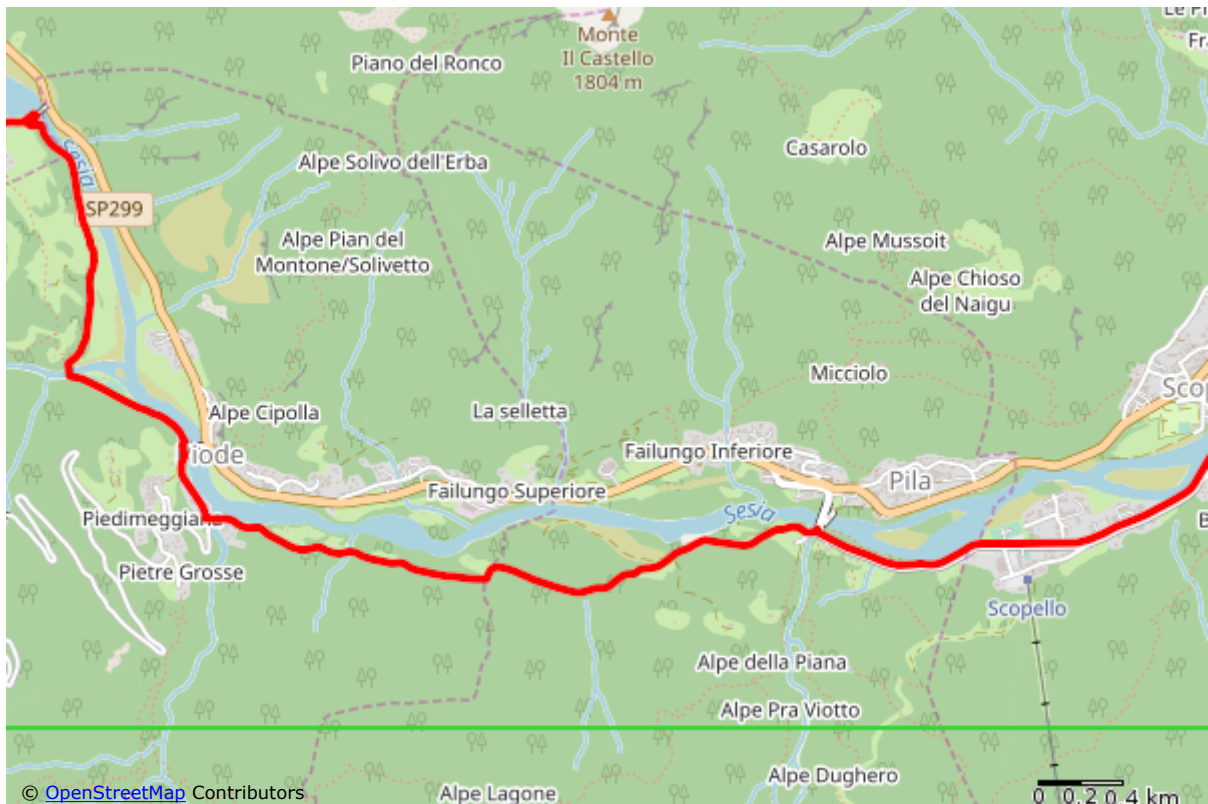 Monte
Il Castello
1804 m
Piano del Ronco
Casarolo
Sesia
Alpe Solivo dell'Erba
SP299
Alpe Pian del
Montone/Solivetto
Alpe Mussoit
Alpe Chioso
del Naigu
Micciolo
Scop
Alpe Cipolla
La selletta
Piode
Failungo Inferiore
Pila
Failungo Superiore
Sesia
Piedimeggiana
Pietre Grosse
Scopello
Alpe della Piana
Alpe Pra Viotto
Alpe Dughero
Alpe Lagone
© OpenStreetMap Contributors
0 0.2 0.4 km